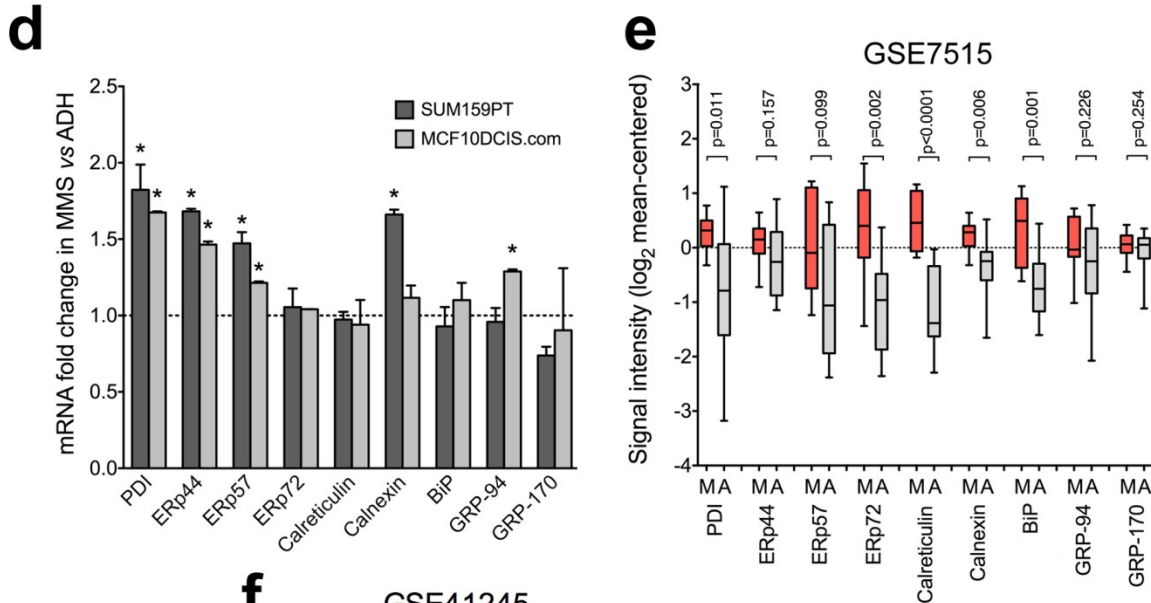 d
mRNA fold change in MMS vs ADH
2.5
2.0
1.5
1.0
0.5
0.0
SUM159PT
MCF10DCIS.com
* * * * * * * *
PDI
ERp44
ERp57
ERp72
Calreticulin
Calnexin
BiP
GRP-94
GRP-170
e
GSE7515
Signal intensity (log2 mean-centered)
3
2
1
0
-1
-2
-3
-4
p=0.011
p=0.157
p=0.099
p=0.002
p<0.0001
p=0.006
p=0.001
p=0.226
p=0.254
M A M A M A M A M A M A M A M A M A
PDI
ERp44
ERp57
ERp72
Calreticulin
Calnexin
BiP
GRP-94
GRP-170
f
GSE41245